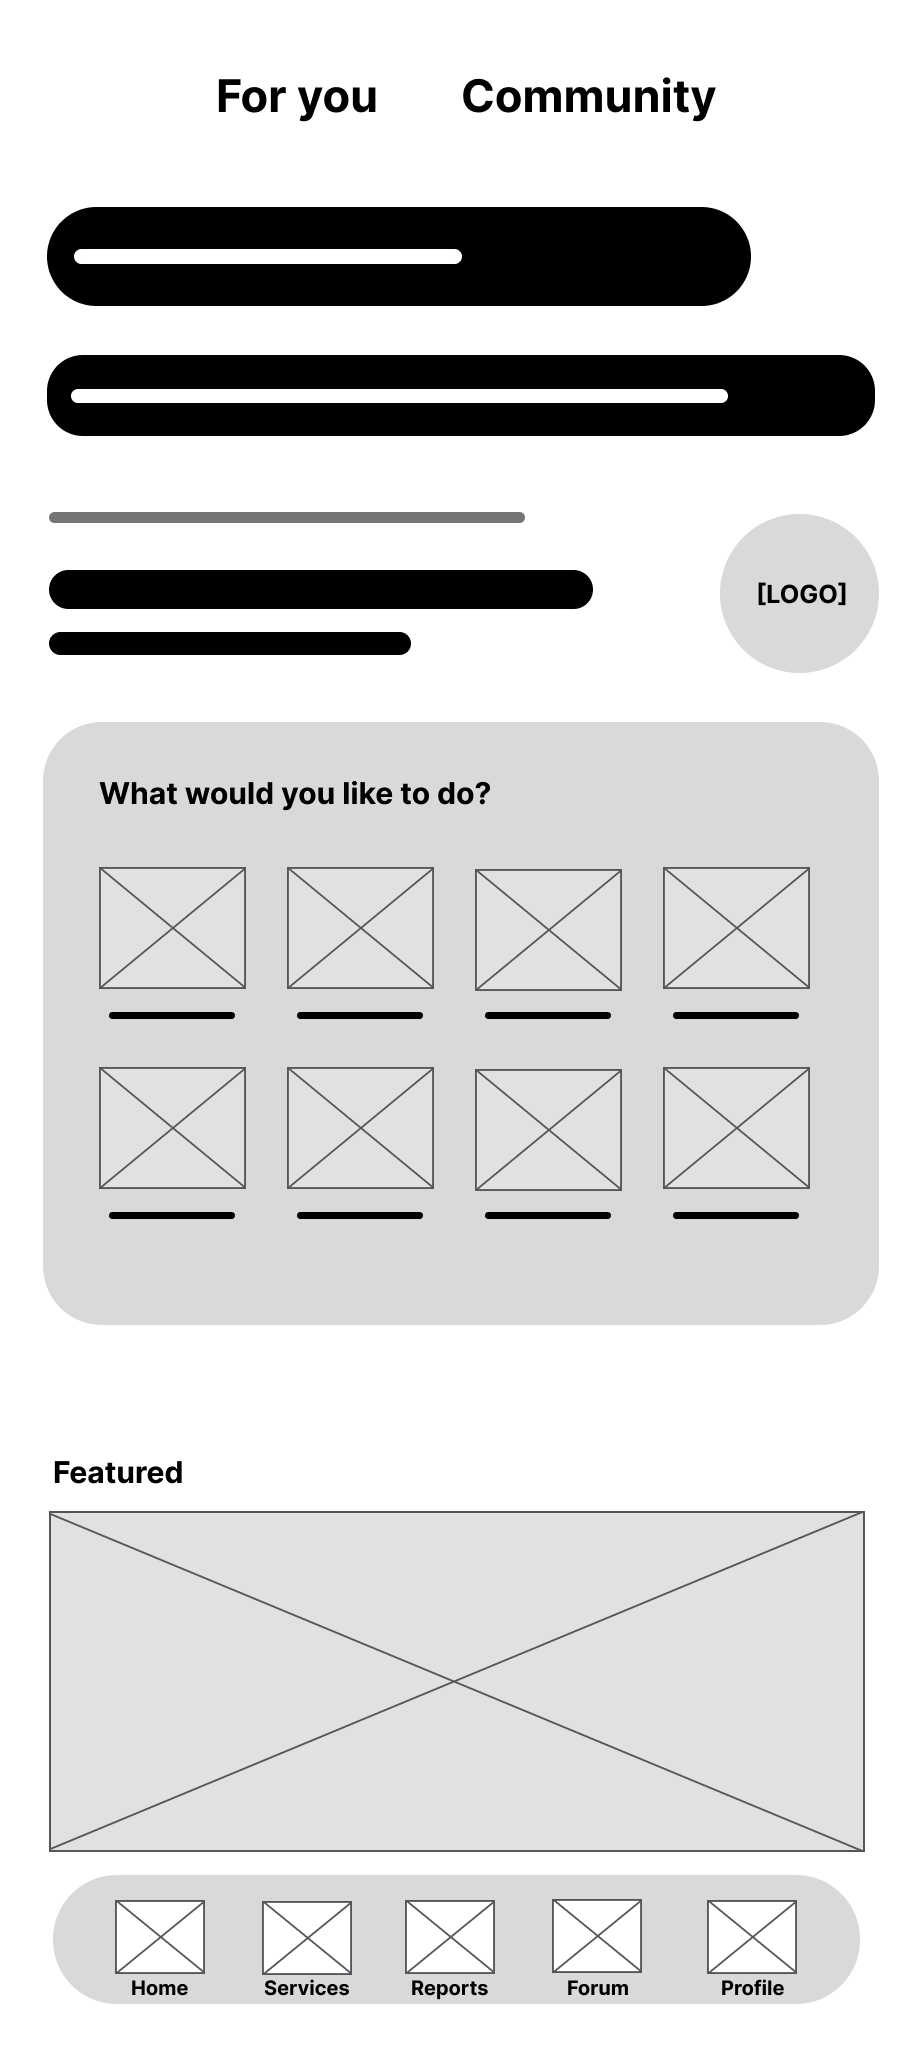 For you Community
[LOGO]
What would you like to do?
Featured
Home Services Reports Forum Profile